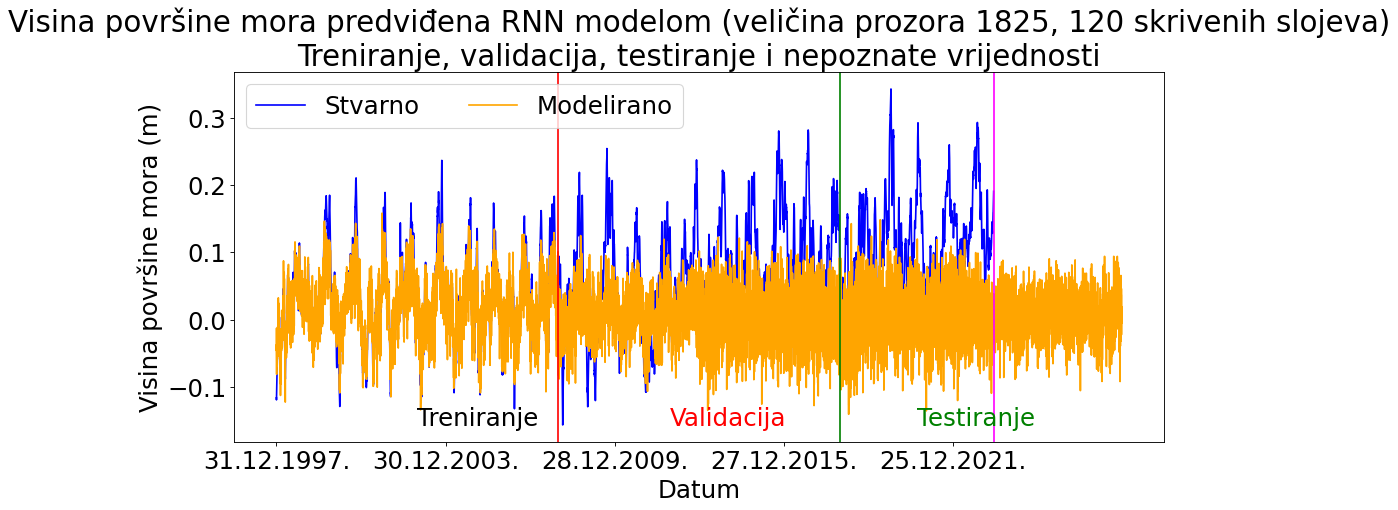 Visina površine mora predviđena RNN modelom (veličina prozora 1825, 120 skrivenih slojeva)
Treniranje, validacija, testiranje i nepoznate vrijednosti
Stvarno Modelirano
Visina površine mora (m)
0.3
0.2
0.1
0.0
−0.1
Treniranje Validacija Testiranje
31.12.1997. 30.12.2003. 28.12.2009. 27.12.2015. 25.12.2021.
Datum